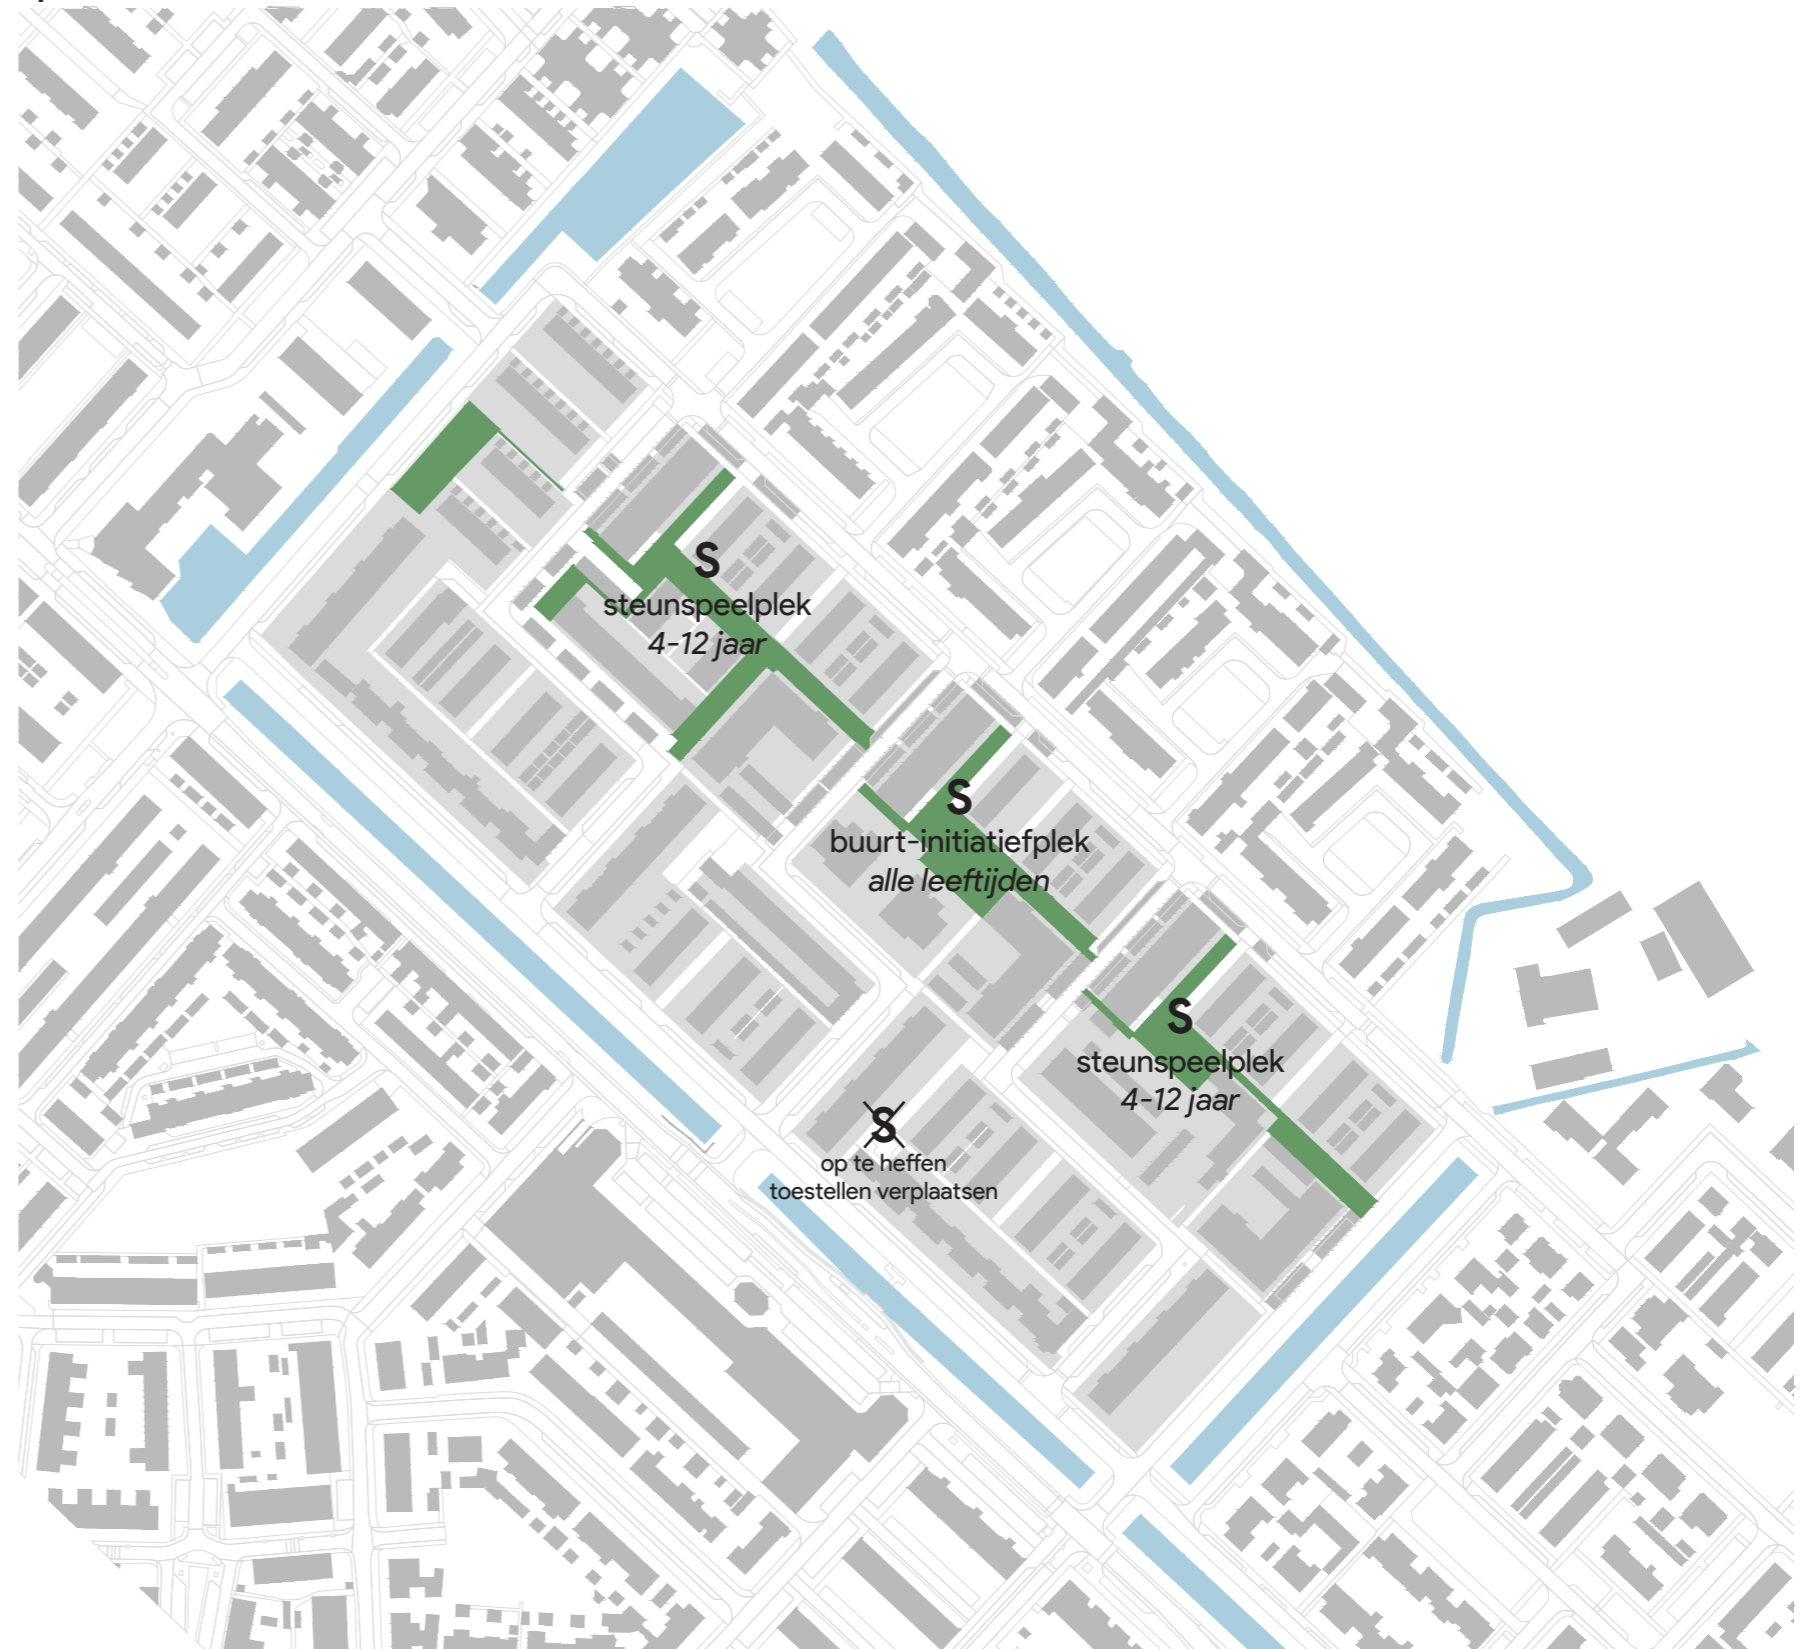 S
steunspeelplek
4-12 jaar
S
buurt-initiatiefplek
alle leeftijden
S
steunspeelplek
4-12 jaar
S
op te heffen
toestellen verplaatsen